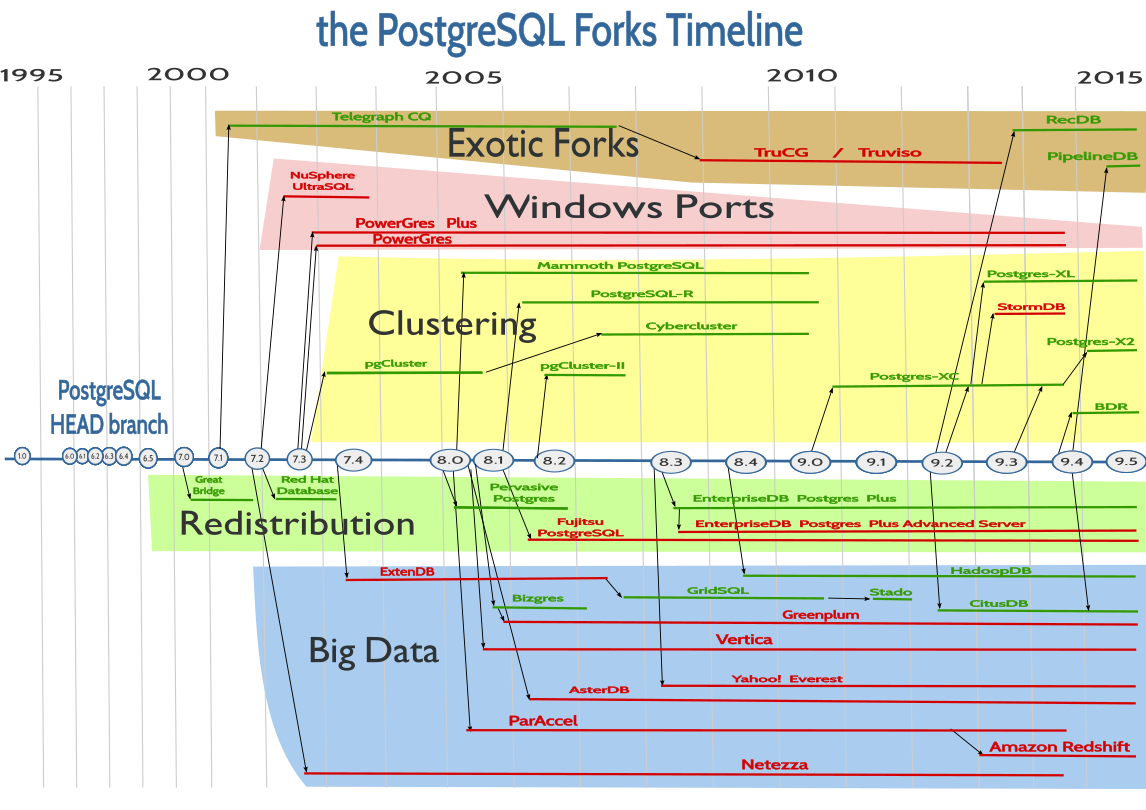 the PostgreSQL Forks Timeline
1995 2000 2005 2010 2015
Telegraph CQ
RecDB
Exotic Forks
TruCG / Truviso
PipelineDB
NuSphere
UltraSQL
Windows Ports
PowerGres Plus
PowerGres
Mammoth PostgreSQL
Postgres-XL
PostgreSQL-R
StormDB
Clustering
Cybercluster
Postgres-X2
pgCluster
pgCluster-II
Postgres-XC
BDR
PostgreSQL
HEAD branch
1.0 6.0 6.1 6.2 6.3 6.4 6.5 7.0 7.1 7.2 7.3 7.4 8.0 8.1 8.2 8.3 8.4 9.0 9.1 9.2 9.3 9.4 9.5
Great
Bridge
Red Hat
Database
Pervasive
Postgres
EnterpriseDB Postgres Plus
Redistribution
Fujitsu
PostgreSQL
EnterpriseDB Postgres Plus Advanced Server
ExtenDB
HadoopDB
GridSQL
Stado
Bizgres
CitusDB
Greenplum
Big Data
Vertica
Yahoo! Everest
AsterDB
ParAccel
Amazon Redshift
Netezza